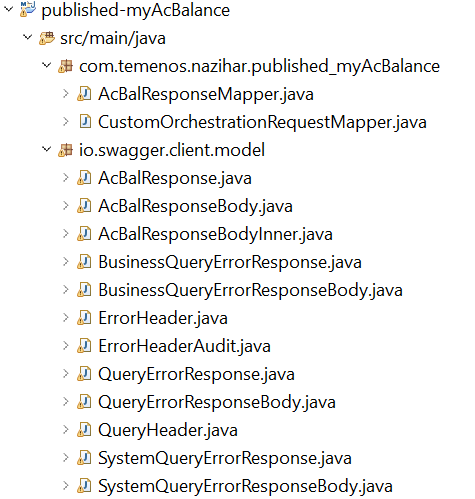 published-myAcBalance
src/main/java
com.temenos.nazihar.published_myAcBalance
AcBalResponseMapper.java
CustomOrchestrationRequestMapper.java
io.swagger.client.model
AcBalResponse.java
AcBalResponseBody.java
AcBalResponseBodyInner.java
BusinessQueryErrorResponse.java
BusinessQueryErrorResponseBody.java
ErrorHeader.java
ErrorHeaderAudit.java
QueryErrorResponse.java
QueryErrorResponseBody.java
QueryHeader.java
SystemQueryErrorResponse.java
SystemQueryErrorResponseBody.java